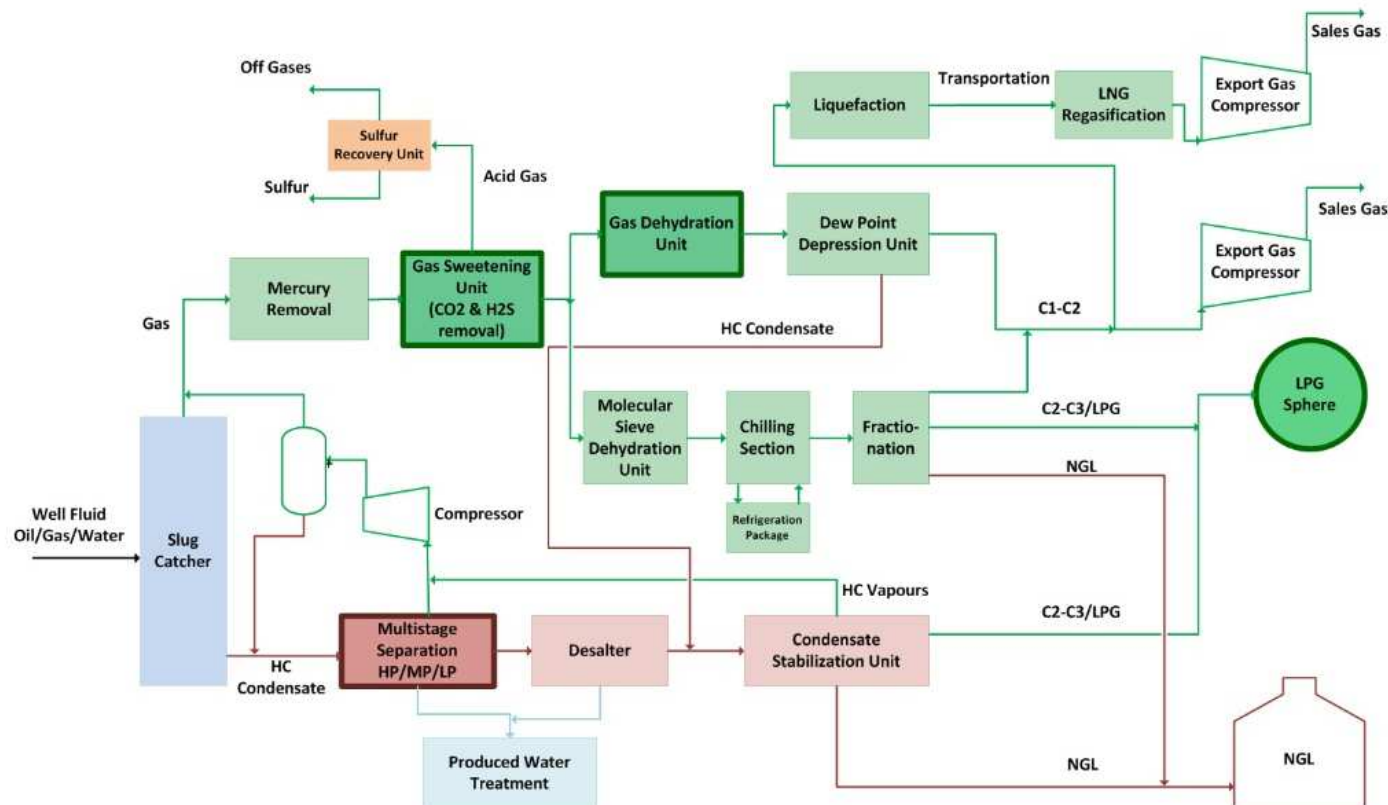 Sales Gas
Off Gases
Transportation
Liquefaction
LNG
Regasification
Export Gas
Compressor
Sulfur
Recovery Unit
Sulfur
Acid Gas
Sales Gas
Gas Dehydration
Unit
Dew Point
Depression Unit
Export Gas
Compressor
Mercury
Removal
Gas Sweetening
Unit
(CO2 & H2S
removal)
Gas
HC Condensate
C1-C2
LPG
Sphere
Molecular
Sieve
Dehydration
Unit
Chilling
Section
Fractio-
nation
C2-C3/LPG
NGL
Refrigeration
Package
Compressor
Well Fluid
Oil/Gas/Water
Slug
Catcher
HC Vapours
C2-C3/LPG
HC
Condensate
Multistage
Separation
HP/MP/LP
Desalter
Condensate
Stabilization Unit
Produced Water
Treatment
NGL
NGL